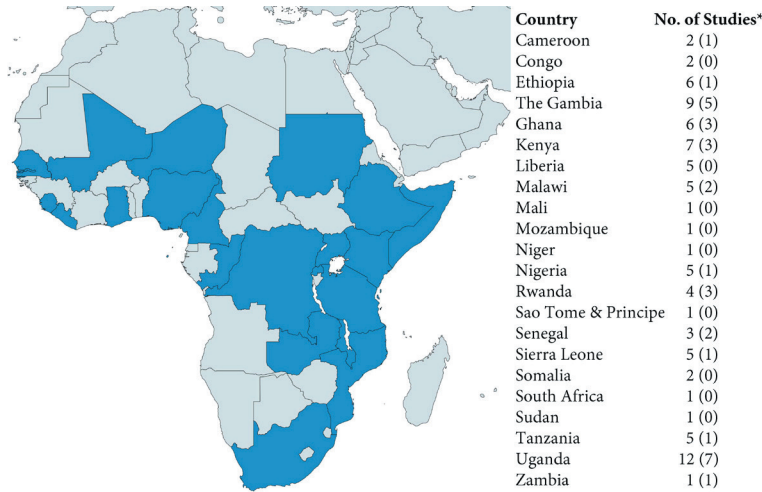 Country No. of Studies*
Cameroon 2 (1)
Congo 2 (0)
Ethiopia 6 (1)
The Gambia 9 (5)
Ghana 6 (3)
Kenya 7 (3)
Liberia 5 (0)
Malawi 5 (2)
Mali 1 (0)
Mozambique 1 (0)
Niger 1 (0)
Nigeria 5 (1)
Rwanda 4 (3)
Sao Tome & Principe 1 (0)
Senegal 3 (2)
Sierra Leone 5 (1)
Somalia 2 (0)
South Africa 1 (0)
Sudan 1 (0)
Tanzania 5 (1)
Uganda 12 (7)
Zambia 1 (1)